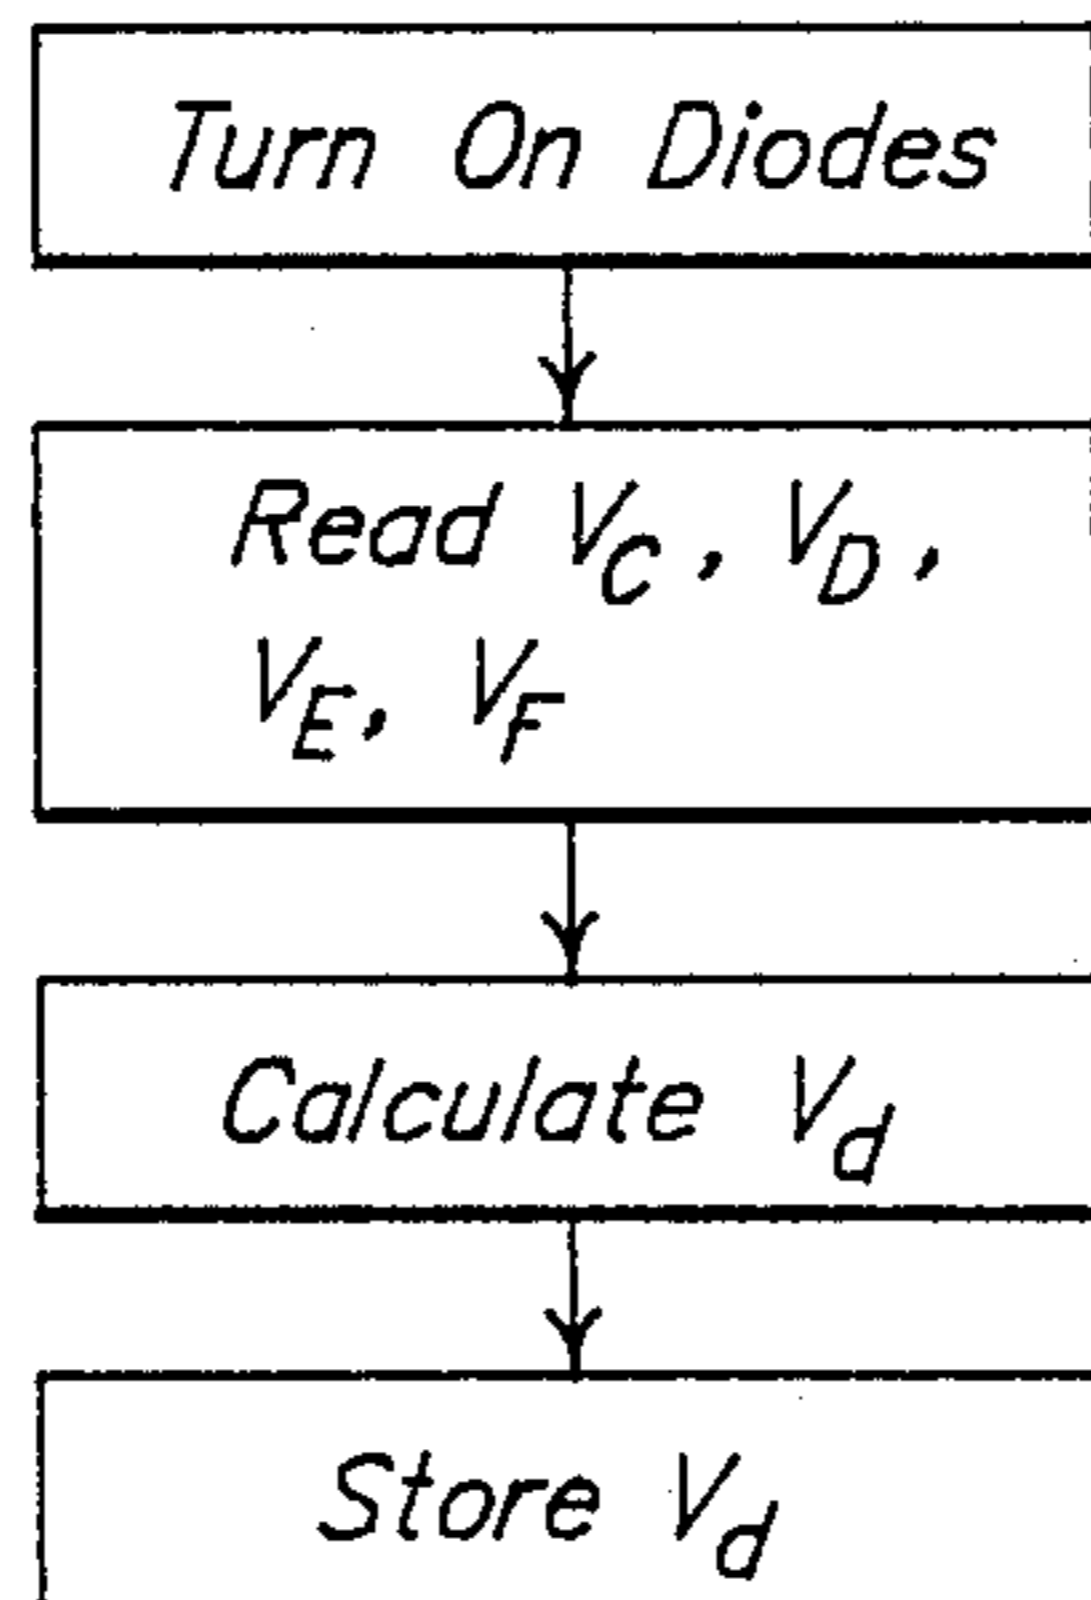 Turn On Diodes
Read V_C, V_D,
V_E, V_F
Calculate V_d
Store V_d